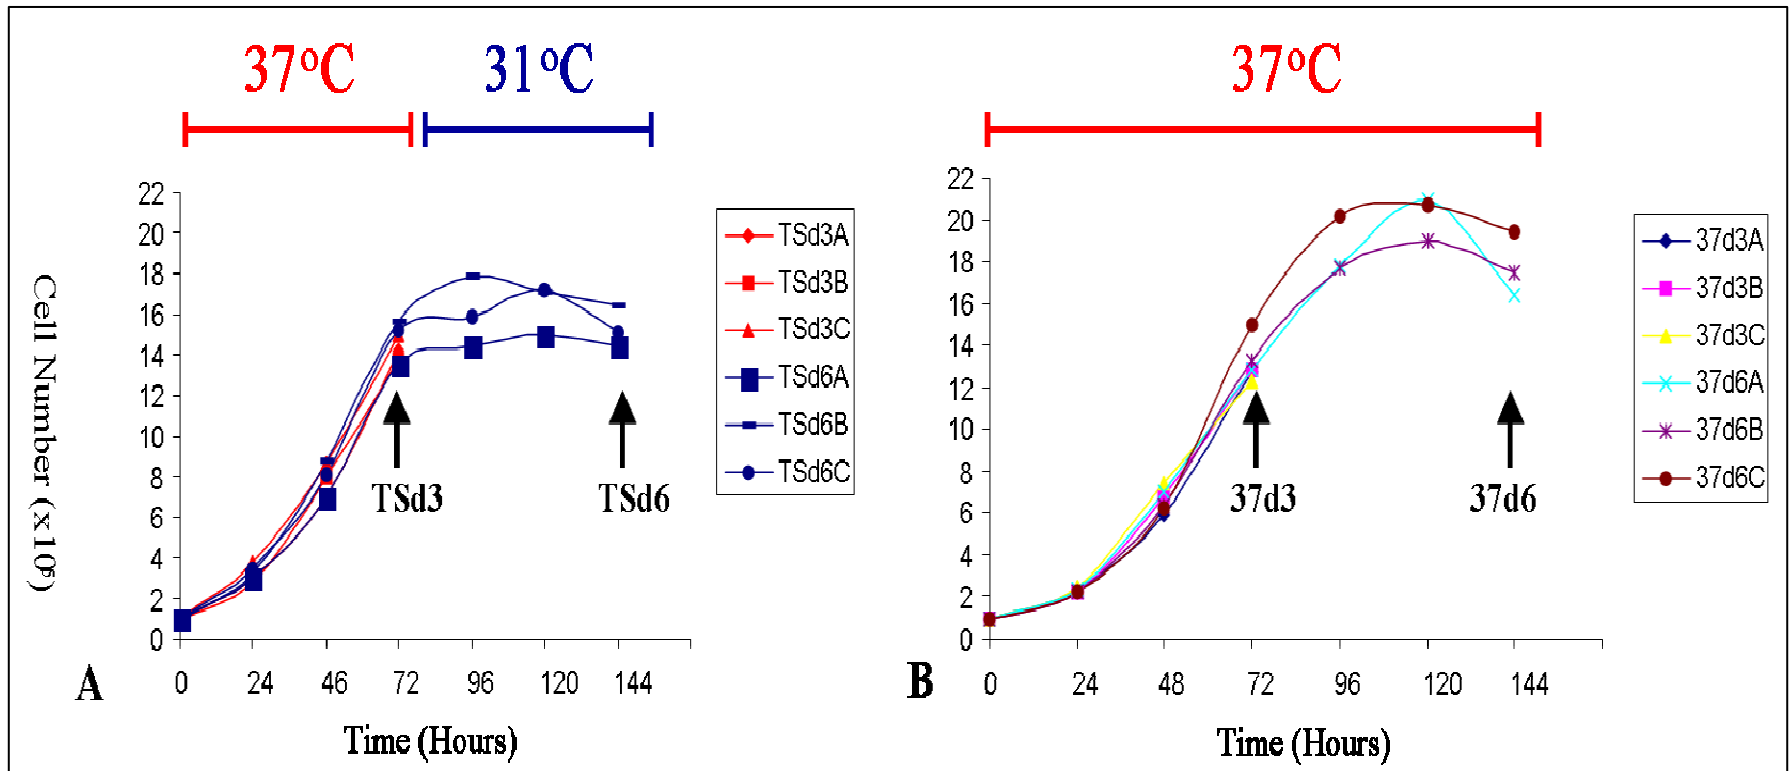 37°C
31°C
22
20
18
16
14
12
10
8
6
4
2
0
Cell Number (x10⁵)
0 24 46 72 96 120 144
Time (Hours)
A
TSd3
TSd6
TSd3A
TSd3B
TSd3C
TSd6A
TSd6B
TSd6C
37°C
22
20
18
16
14
12
10
8
6
4
2
0
0 24 48 72 96 120 144
Time (Hours)
B
37d3
37d6
37d3A
37d3B
37d3C
37d6A
37d6B
37d6C